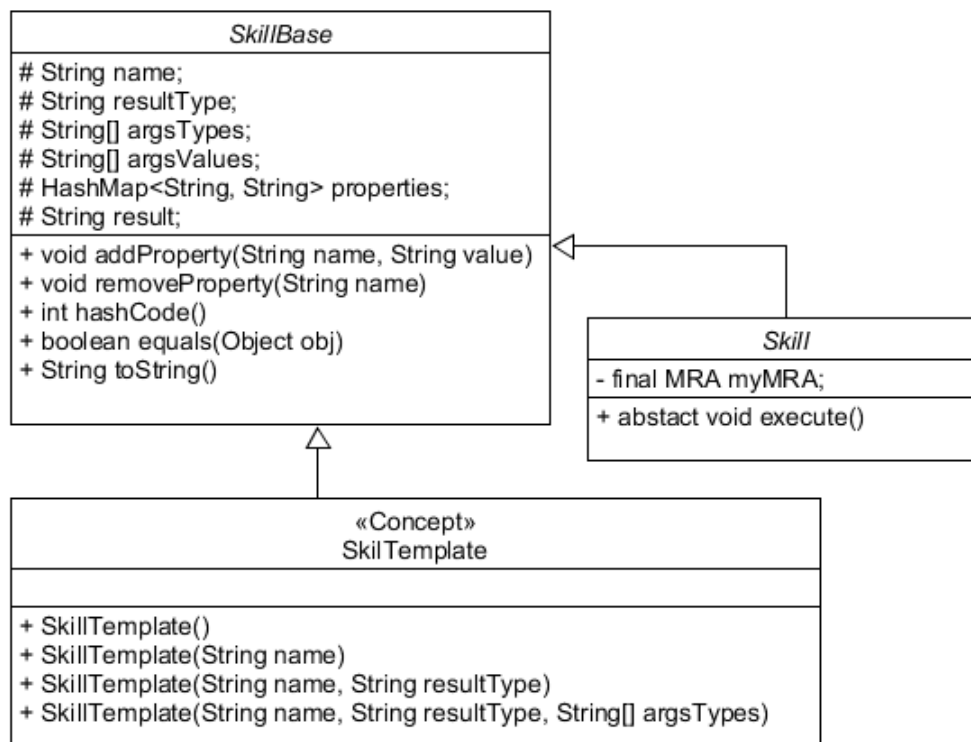 SkillBase
# String name;
# String resultType;
# String[] argsTypes;
# String[] argsValues;
# HashMap<String, String> properties;
# String result;
+ void addProperty(String name, String value)
+ void removeProperty(String name)
+ int hashCode()
+ boolean equals(Object obj)
+ String toString()
Skill
- final MRA myMRA;
+ abstact void execute()
«Concept»
SkilTemplate
+ SkillTemplate()
+ SkillTemplate(String name)
+ SkillTemplate(String name, String resultType)
+ SkillTemplate(String name, String resultType, String[] argsTypes)